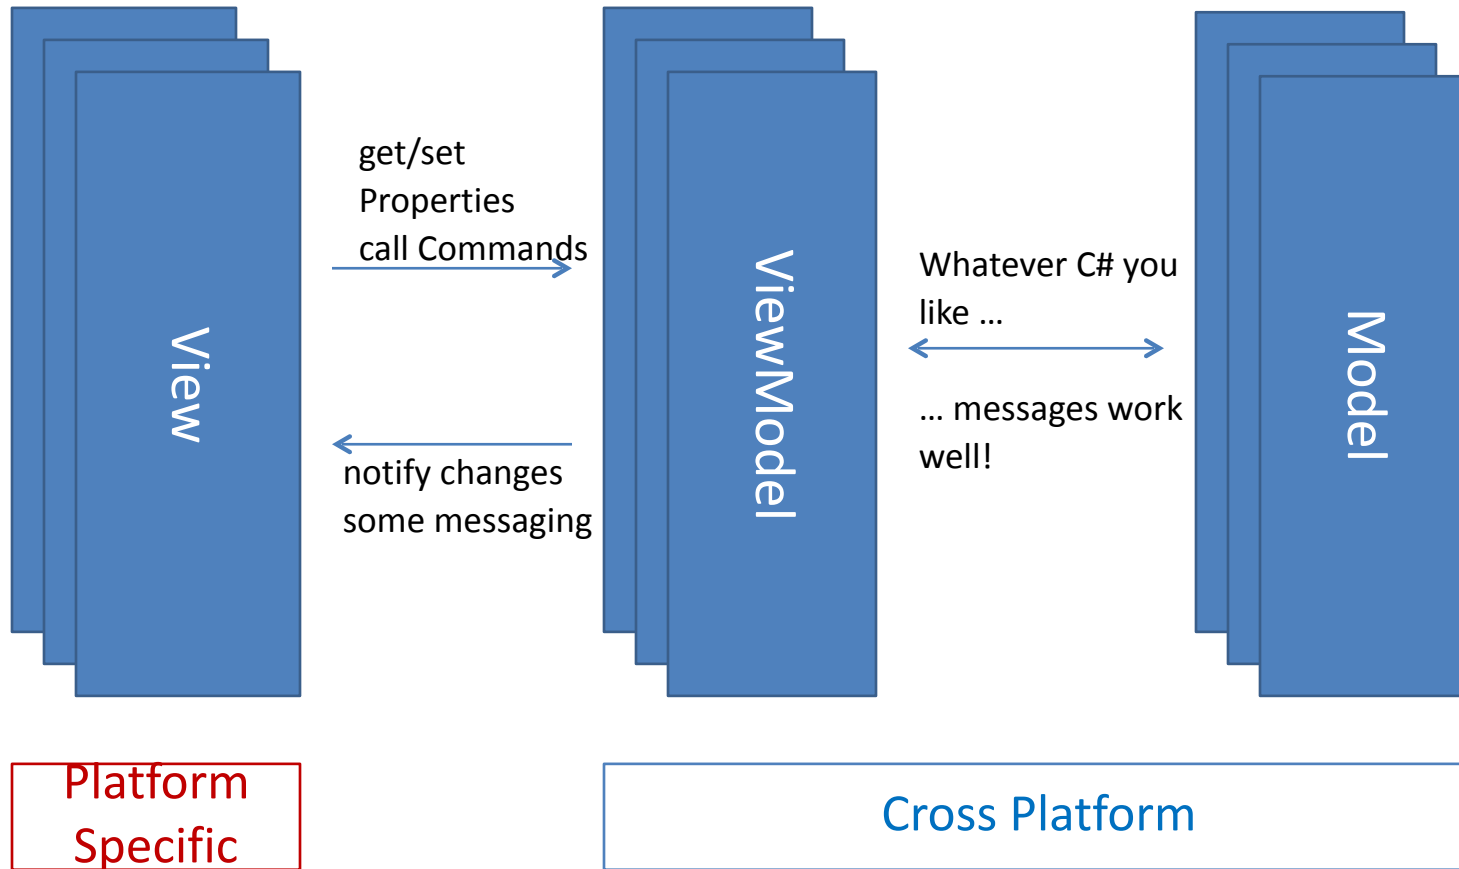 get/set
Properties
call Commands
View
notify changes
some messaging
ViewModel
Whatever C# you
like ...
... messages work
well!
Model
Platform
Specific
Cross Platform